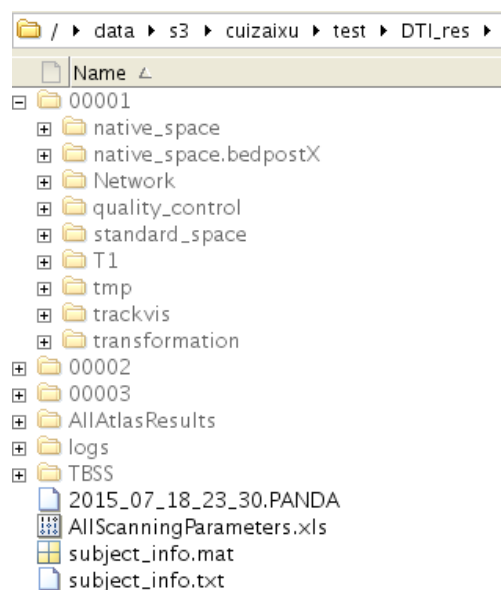 / data s3 cuizaixu test DTI_res
Name
00001
native_space
native_space.bedpostX
Network
quality_control
standard_space
T1
tmp
trackvis
transformation
00002
00003
AllAtlasResults
logs
TBSS
2015_07_18_23_30.PANDA
AllScanningParameters.xls
subject_info.mat
subject_info.txt